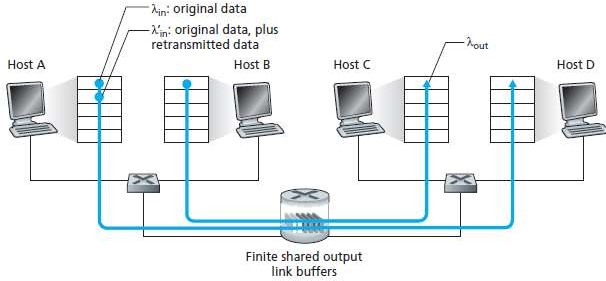 λin: original data
λ'in: original data, plus
retransmitted data
λout
Host A
Host B
Host C
Host D
Finite shared output
link buffers